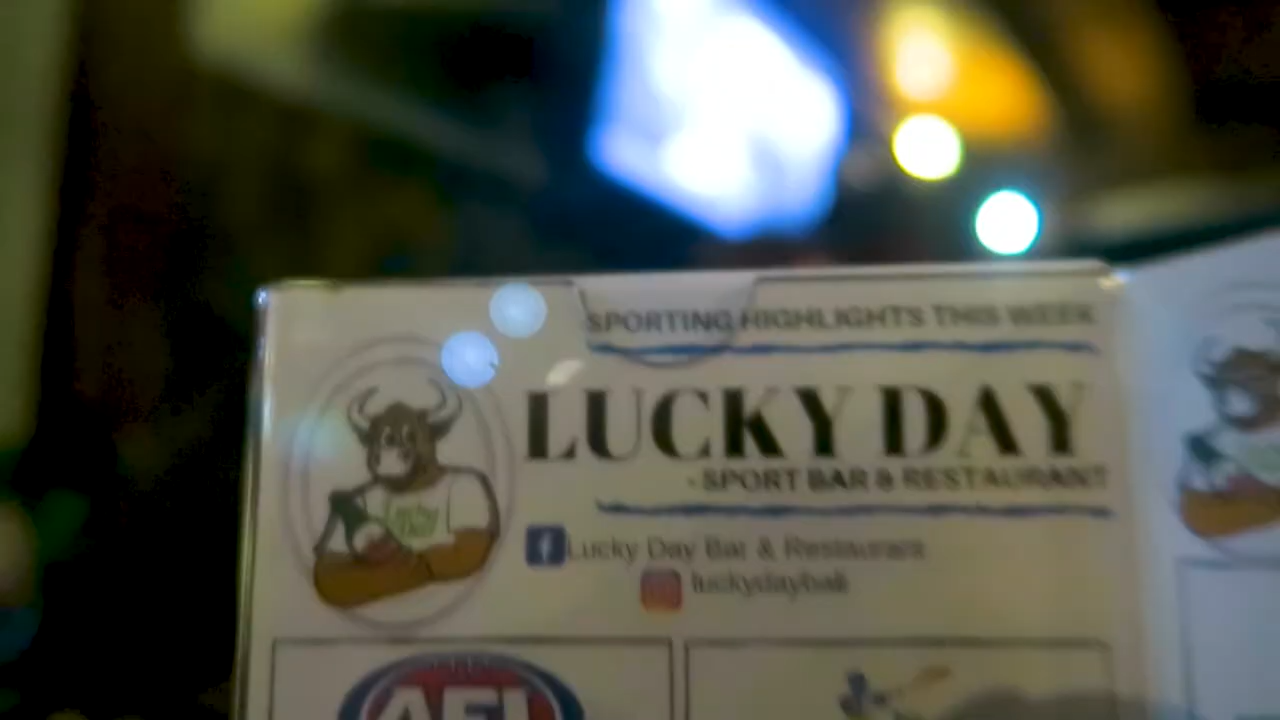 SPORTING HIGHLIGHTS THIS WEEK
LUCKY DAY
-SPORT BAR & RESTAURANT
Lucky Day Bar & Restaurant
luckydaybali
AFL